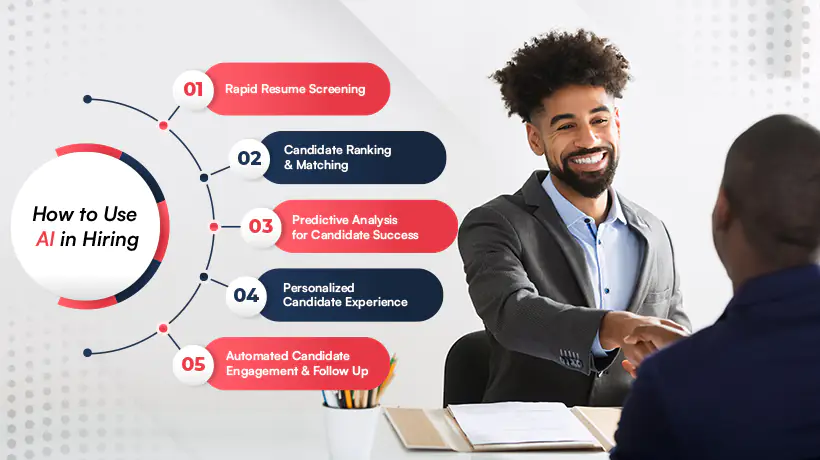 How to Use
AI in Hiring
01
Rapid Resume Screening
02
Candidate Ranking
& Matching
03
Predictive Analysis
for Candidate Success
04
Personalized
Candidate Experience
05
Automated Candidate
Engagement & Follow Up